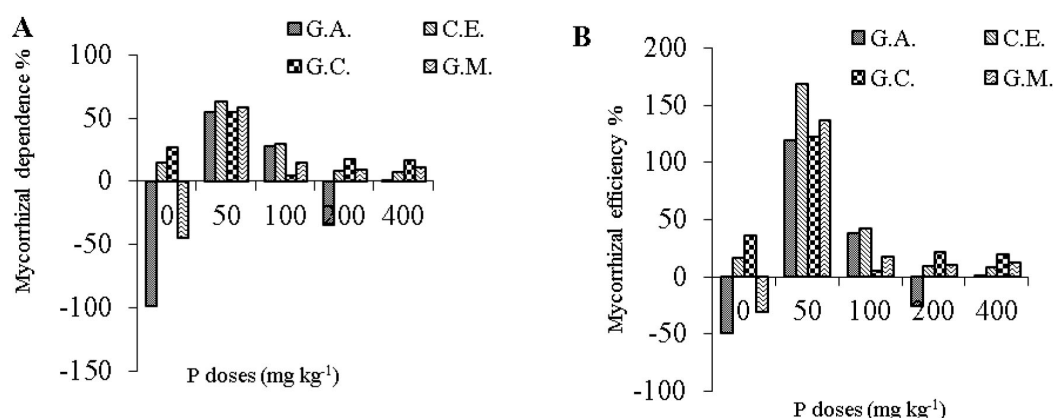 A
G.A. C.E.
G.C. G.M.
Mycorrhizal dependence %
100
50
0
-50
-100
-150
0 50 100 200 400
P doses (mg kg-1)
B
G.A. C.E.
G.C. G.M.
Mycorrhizal efficiency %
200
150
100
50
0
-50
-100
0 50 100 200 400
P doses (mg kg-1)